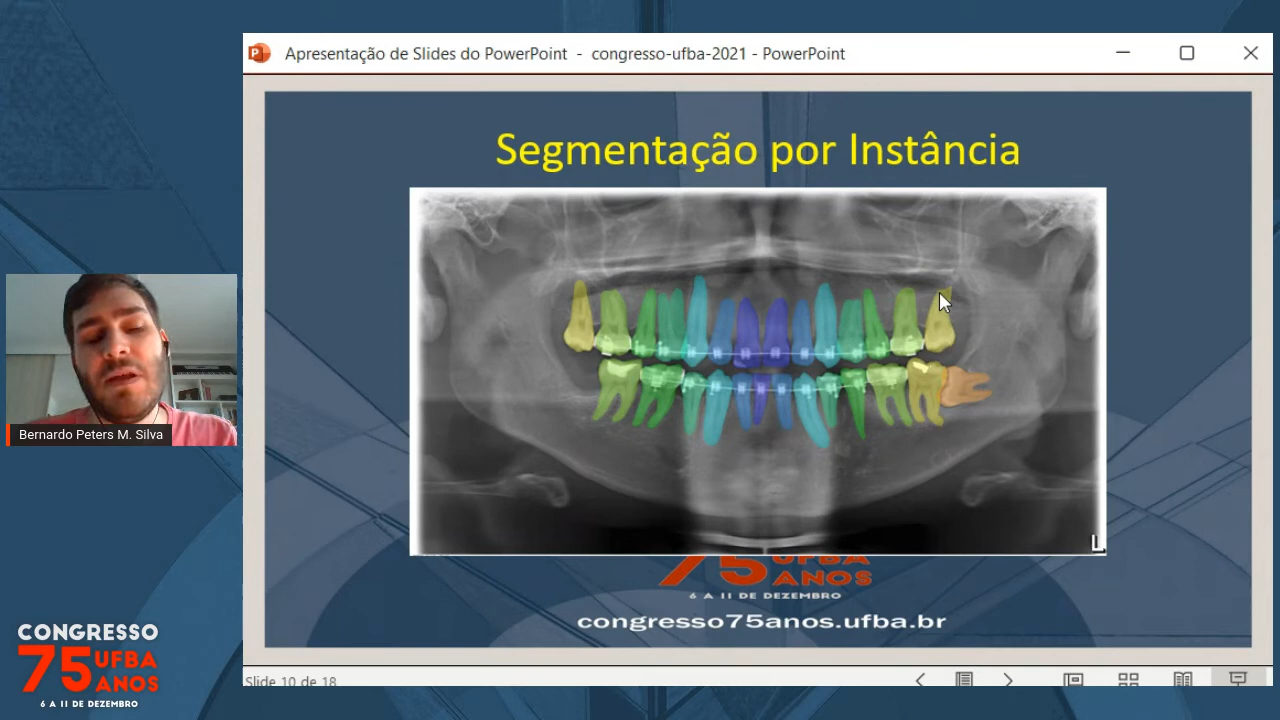 Apresentação de Slides do PowerPoint - congresso-ufba-2021 - PowerPoint
Segmentação por Instância
L
75 UFBA
ANOS
6 A 11 DE DEZEMBRO
congresso75anos.ufba.br
Slide 10 de 18
Bernardo Peters M. Silva
CONGRESSO
75 UFBA
ANOS
6 A 11 DE DEZEMBRO